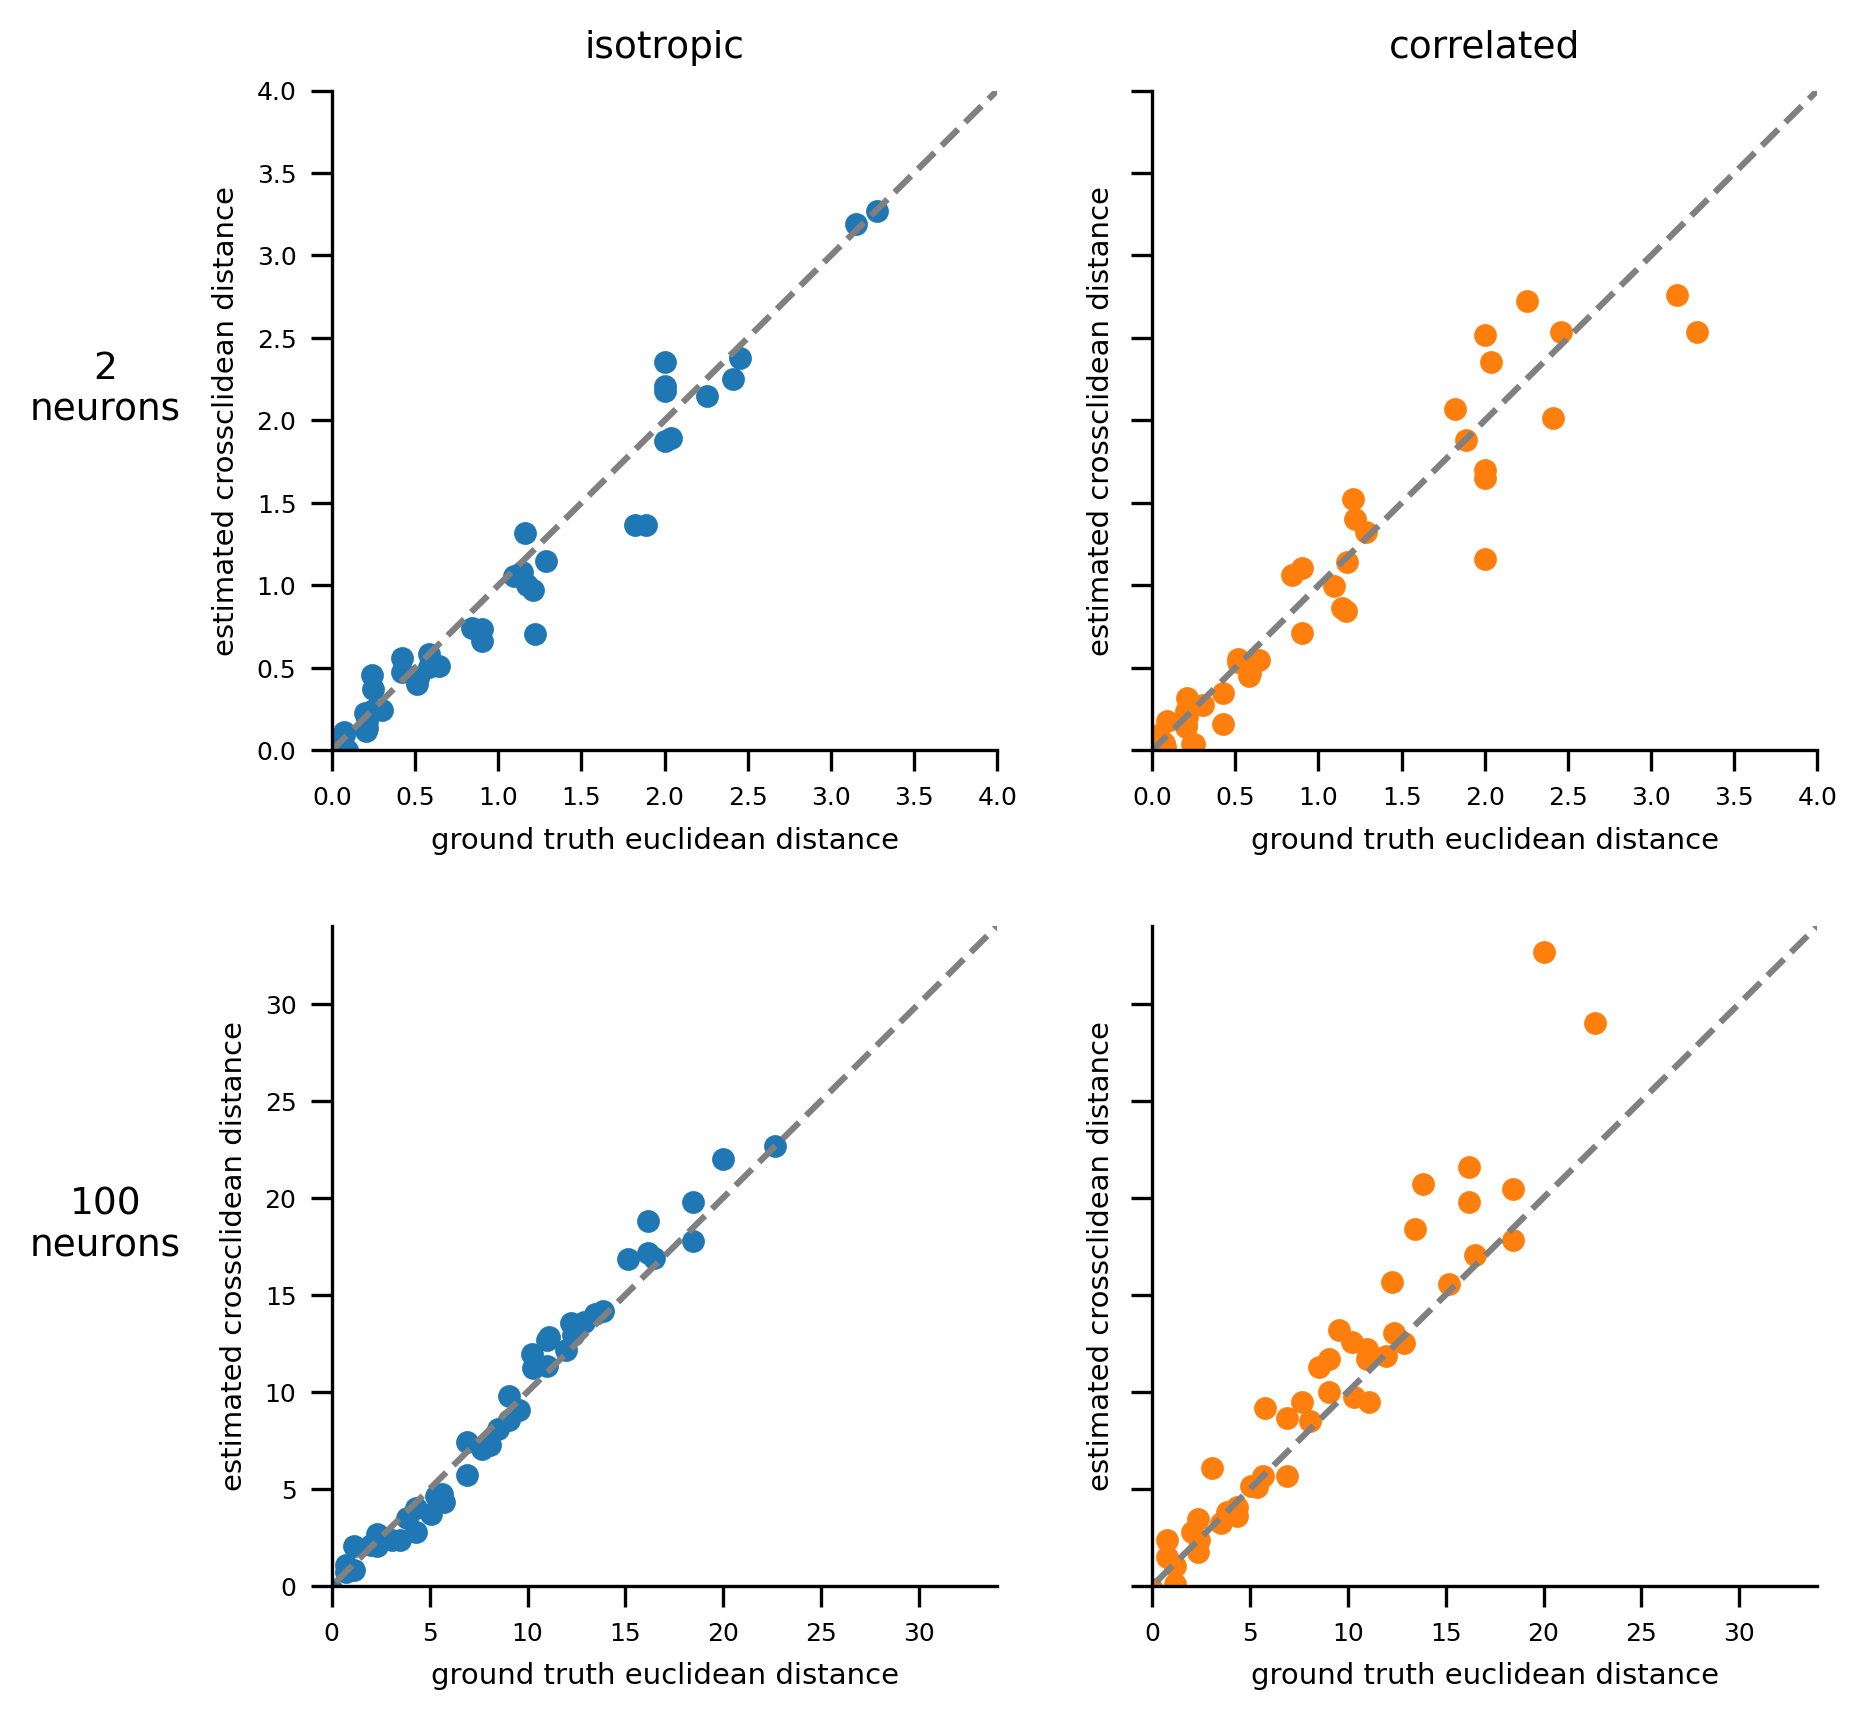 isotropic
correlated
2
neurons
estimated crossclidean distance
4.0
3.5
3.0
2.5
2.0
1.5
1.0
0.5
0.0
0.0 0.5 1.0 1.5 2.0 2.5 3.0 3.5 4.0
ground truth euclidean distance
estimated crossclidean distance
0.0 0.5 1.0 1.5 2.0 2.5 3.0 3.5 4.0
ground truth euclidean distance
100
neurons
estimated crossclidean distance
30
25
20
15
10
5
0
0 5 10 15 20 25 30
ground truth euclidean distance
estimated crossclidean distance
0 5 10 15 20 25 30
ground truth euclidean distance